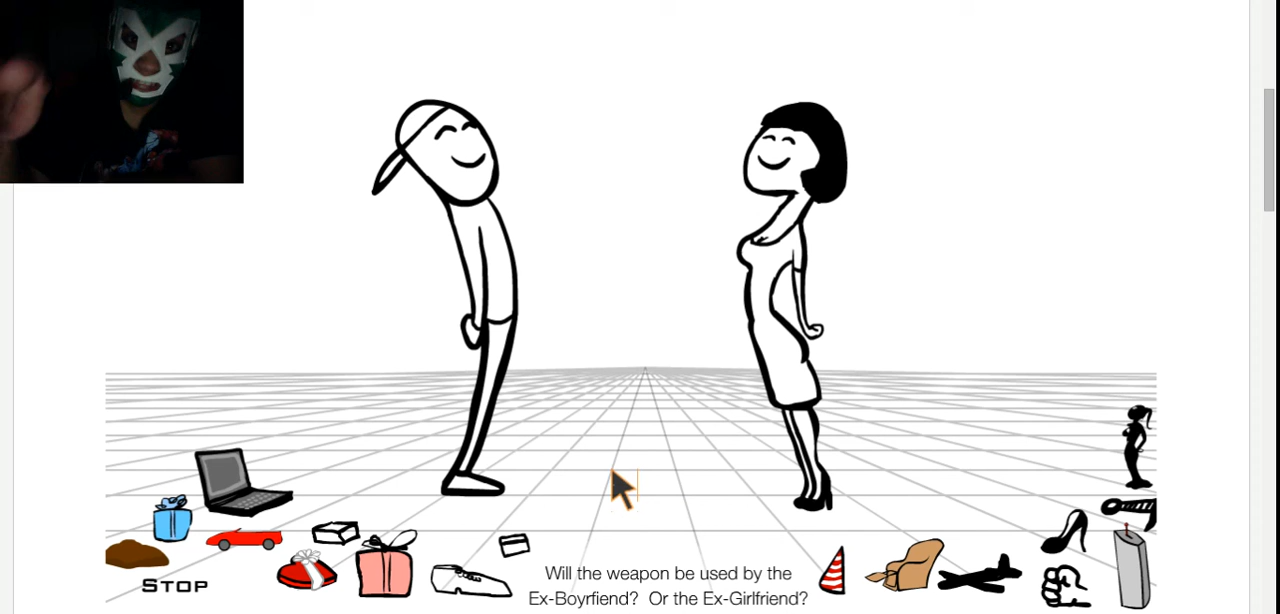 STOP
Will the weapon be used by the
Ex-Boyrfiend? Or the Ex-Girlfriend?